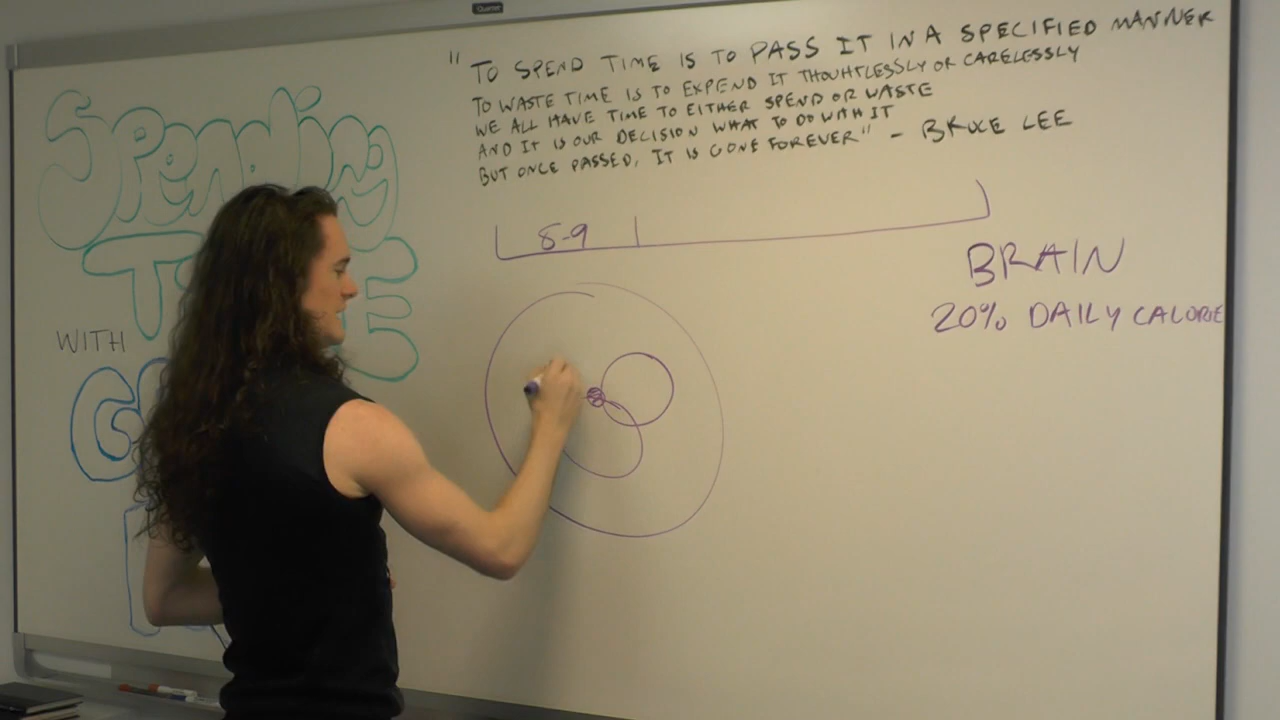 Quartet
"TO SPEND TIME IS TO PASS IT IN A SPECIFIED MANNER
TO WASTE TIME IS TO EXPEND IT THOUHTLESSLY OR CARELESSLY
WE ALL HAVE TIME TO EITHER SPEND OR WASTE
AND IT IS OUR DECISION WHAT TO DO WITH IT
BUT ONCE PASSED, IT IS GONE FOREVER" - BRUCE LEE
Spending
WITH
8-9
BRAIN
20% DAILY CALORIE